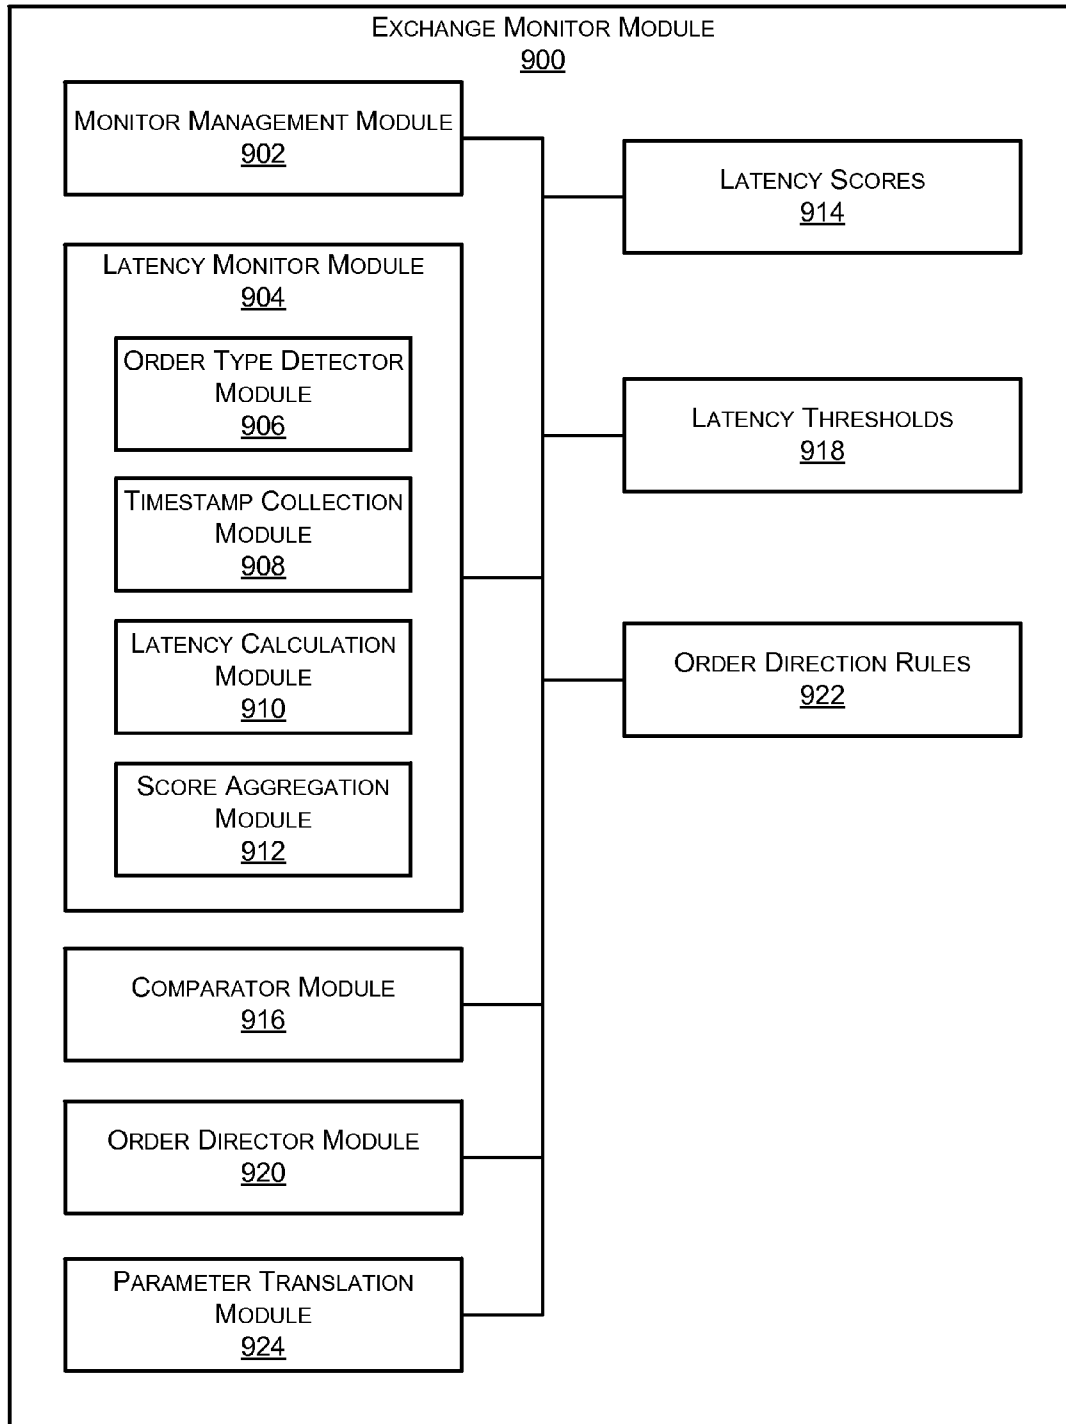 EXCHANGE MONITOR MODULE
900
MONITOR MANAGEMENT MODULE
902
LATENCY MONITOR MODULE
904
ORDER TYPE DETECTOR
MODULE
906
TIMESTAMP COLLECTION
MODULE
908
LATENCY CALCULATION
MODULE
910
SCORE AGGREGATION
MODULE
912
COMPARATOR MODULE
916
ORDER DIRECTOR MODULE
920
PARAMETER TRANSLATION
MODULE
924
LATENCY SCORES
914
LATENCY THRESHOLDS
918
ORDER DIRECTION RULES
922